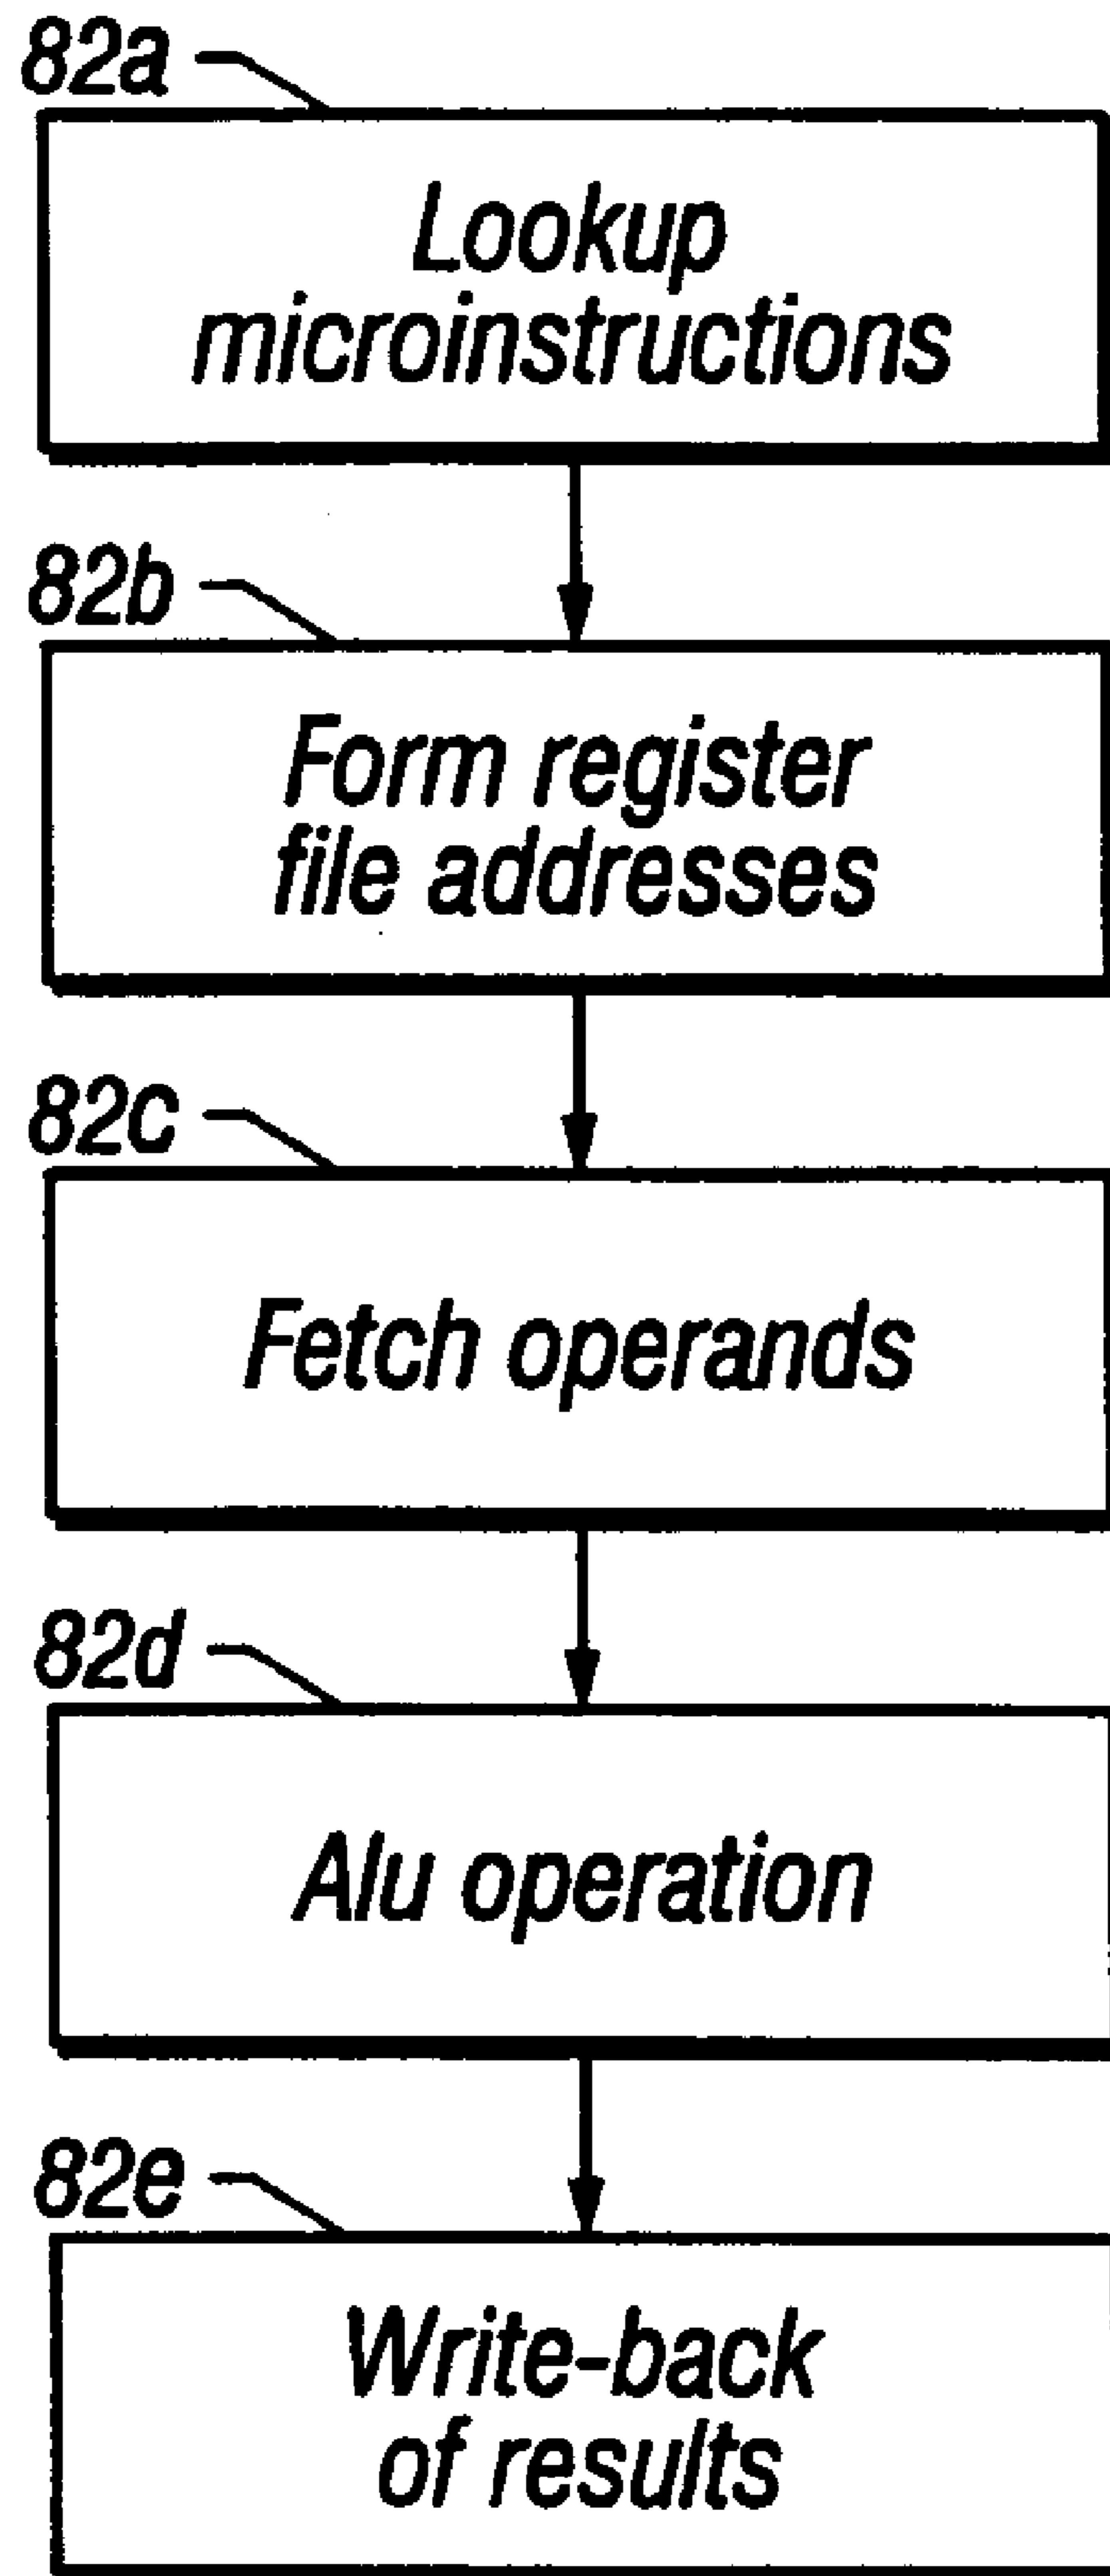 82a
Lookup
microinstructions
82b
Form register
file addresses
82c
Fetch operands
82d
Alu operation
82e
Write-back
of results